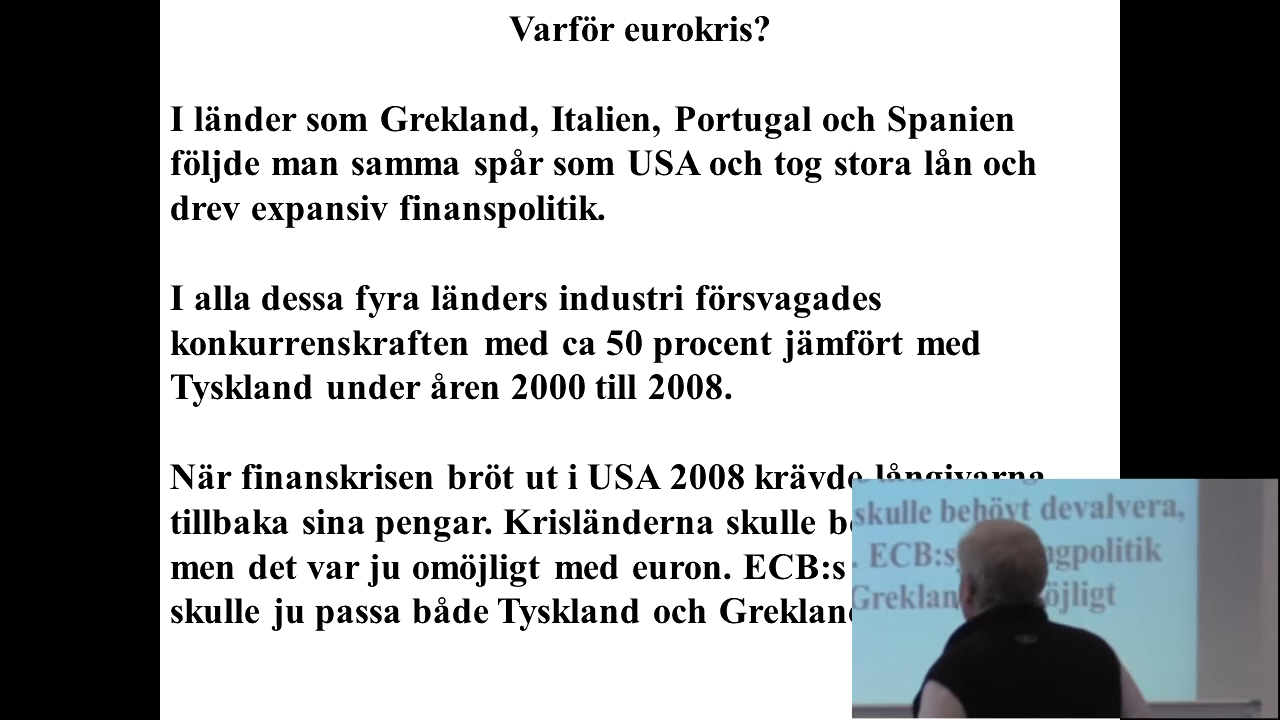 Varför eurokris?
I länder som Grekland, Italien, Portugal och Spanien
följde man samma spår som USA och tog stora lån och
drev expansiv finanspolitik.
I alla dessa fyra länders industri försvagades
konkurrenskraften med ca 50 procent jämfört med
Tyskland under åren 2000 till 2008.
När finanskrisen bröt ut i USA 2008 krävde långivarna
tillbaka sina pengar. Krisländerna skulle be
men det var ju omöjligt med euron. ECB:s
skulle ju passa både Tyskland och Grekland
skulle behövt devalvera,
. ECB:s ngpolitik
Greklan öjligt